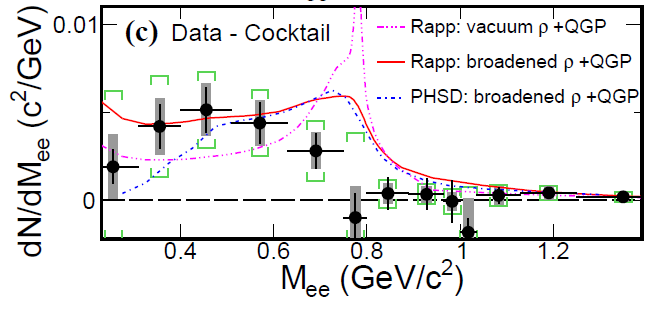 0.01
(c) Data - Cocktail
Rapp: vacuum ρ +QGP
Rapp: broadened ρ +QGP
PHSD: broadened ρ +QGP
dN/dMee (c²/GeV)
0
0.4 0.6 0.8 1 1.2
Mee (GeV/c²)